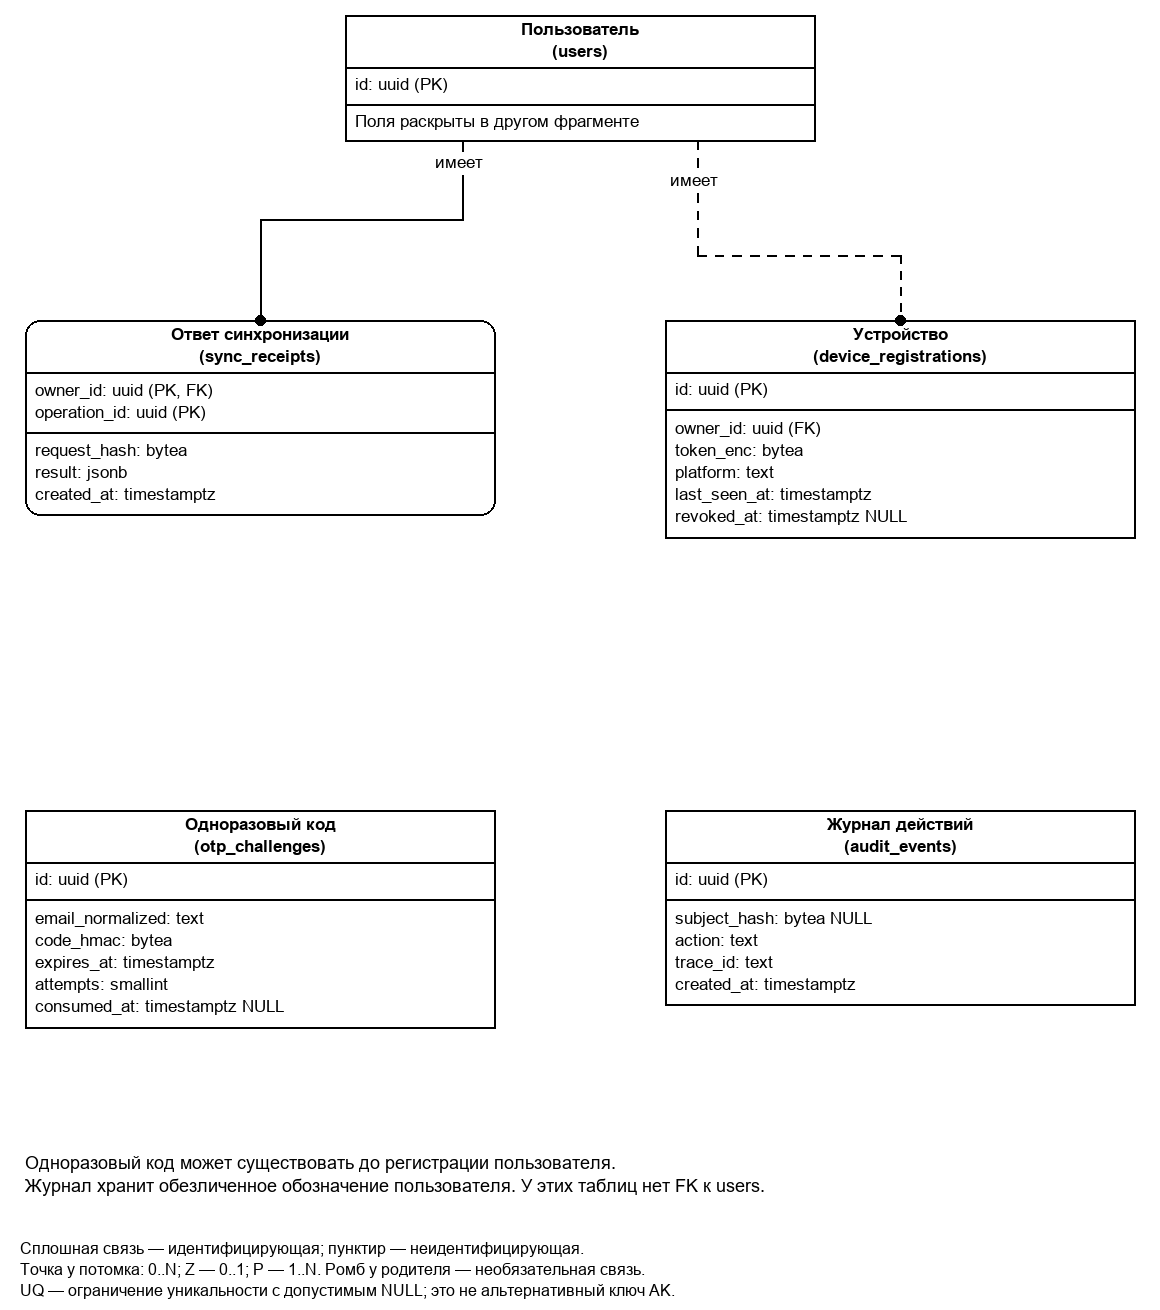 Пользователь
(users)
id: uuid (PK)
Поля раскрыты в другом фрагменте
имеет
имеет
Ответ синхронизации
(sync_receipts)
owner_id: uuid (PK, FK)
operation_id: uuid (PK)
request_hash: bytea
result: jsonb
created_at: timestamptz
Устройство
(device_registrations)
id: uuid (PK)
owner_id: uuid (FK)
token_enc: bytea
platform: text
last_seen_at: timestamptz
revoked_at: timestamptz NULL
Одноразовый код
(otp_challenges)
id: uuid (PK)
email_normalized: text
code_hmac: bytea
expires_at: timestamptz
attempts: smallint
consumed_at: timestamptz NULL
Журнал действий
(audit_events)
id: uuid (PK)
subject_hash: bytea NULL
action: text
trace_id: text
created_at: timestamptz
Одноразовый код может существовать до регистрации пользователя.
Журнал хранит обезличенное обозначение пользователя. У этих таблиц нет FK к users.
Сплошная связь — идентифицирующая; пунктир — неидентифицирующая.
Точка у потомка: 0..N; Z — 0..1; P — 1..N. Ромб у родителя — необязательная связь.
UQ — ограничение уникальности с допустимым NULL; это не альтернативный ключ AK.